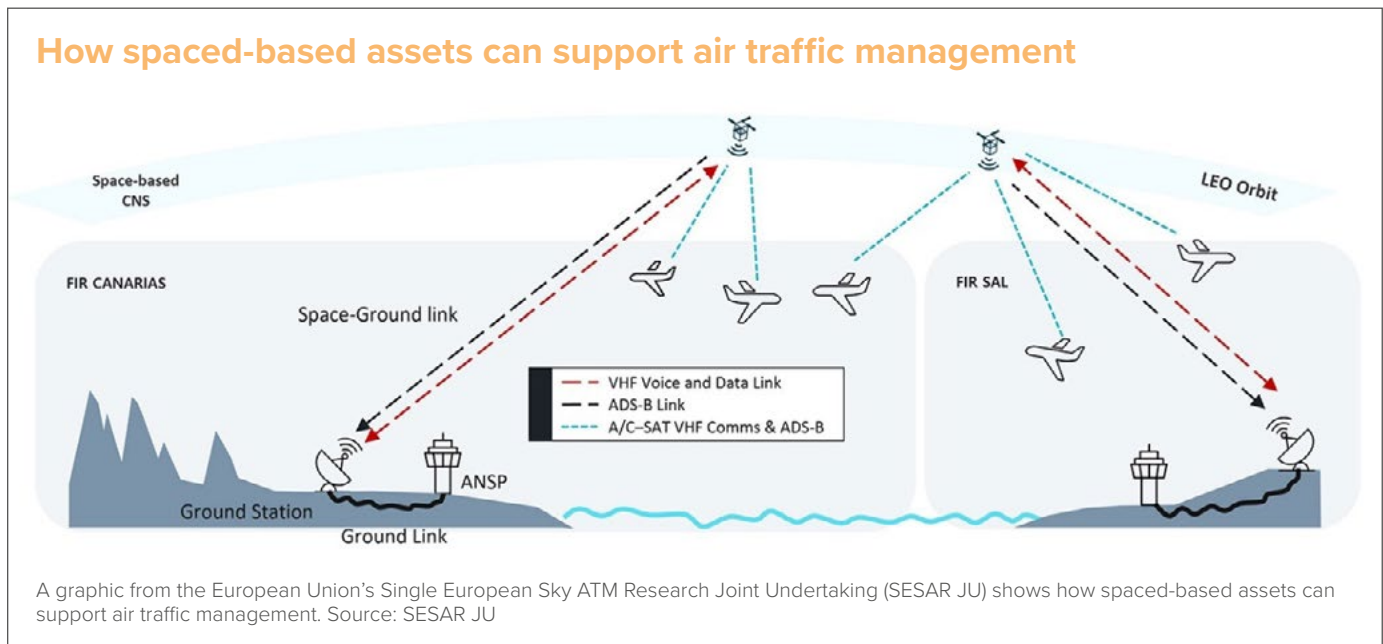 How spaced-based assets can support air traffic management
Space-based
CNS
LEO Orbit
FIR CANARIAS
FIR SAL
Space-Ground link
VHF Voice and Data Link
ADS-B Link
A/C–SAT VHF Comms & ADS-B
ANSP
Ground Station
Ground Link
A graphic from the European Union’s Single European Sky ATM Research Joint Undertaking (SESAR JU) shows how spaced-based assets can
support air traffic management. Source: SESAR JU